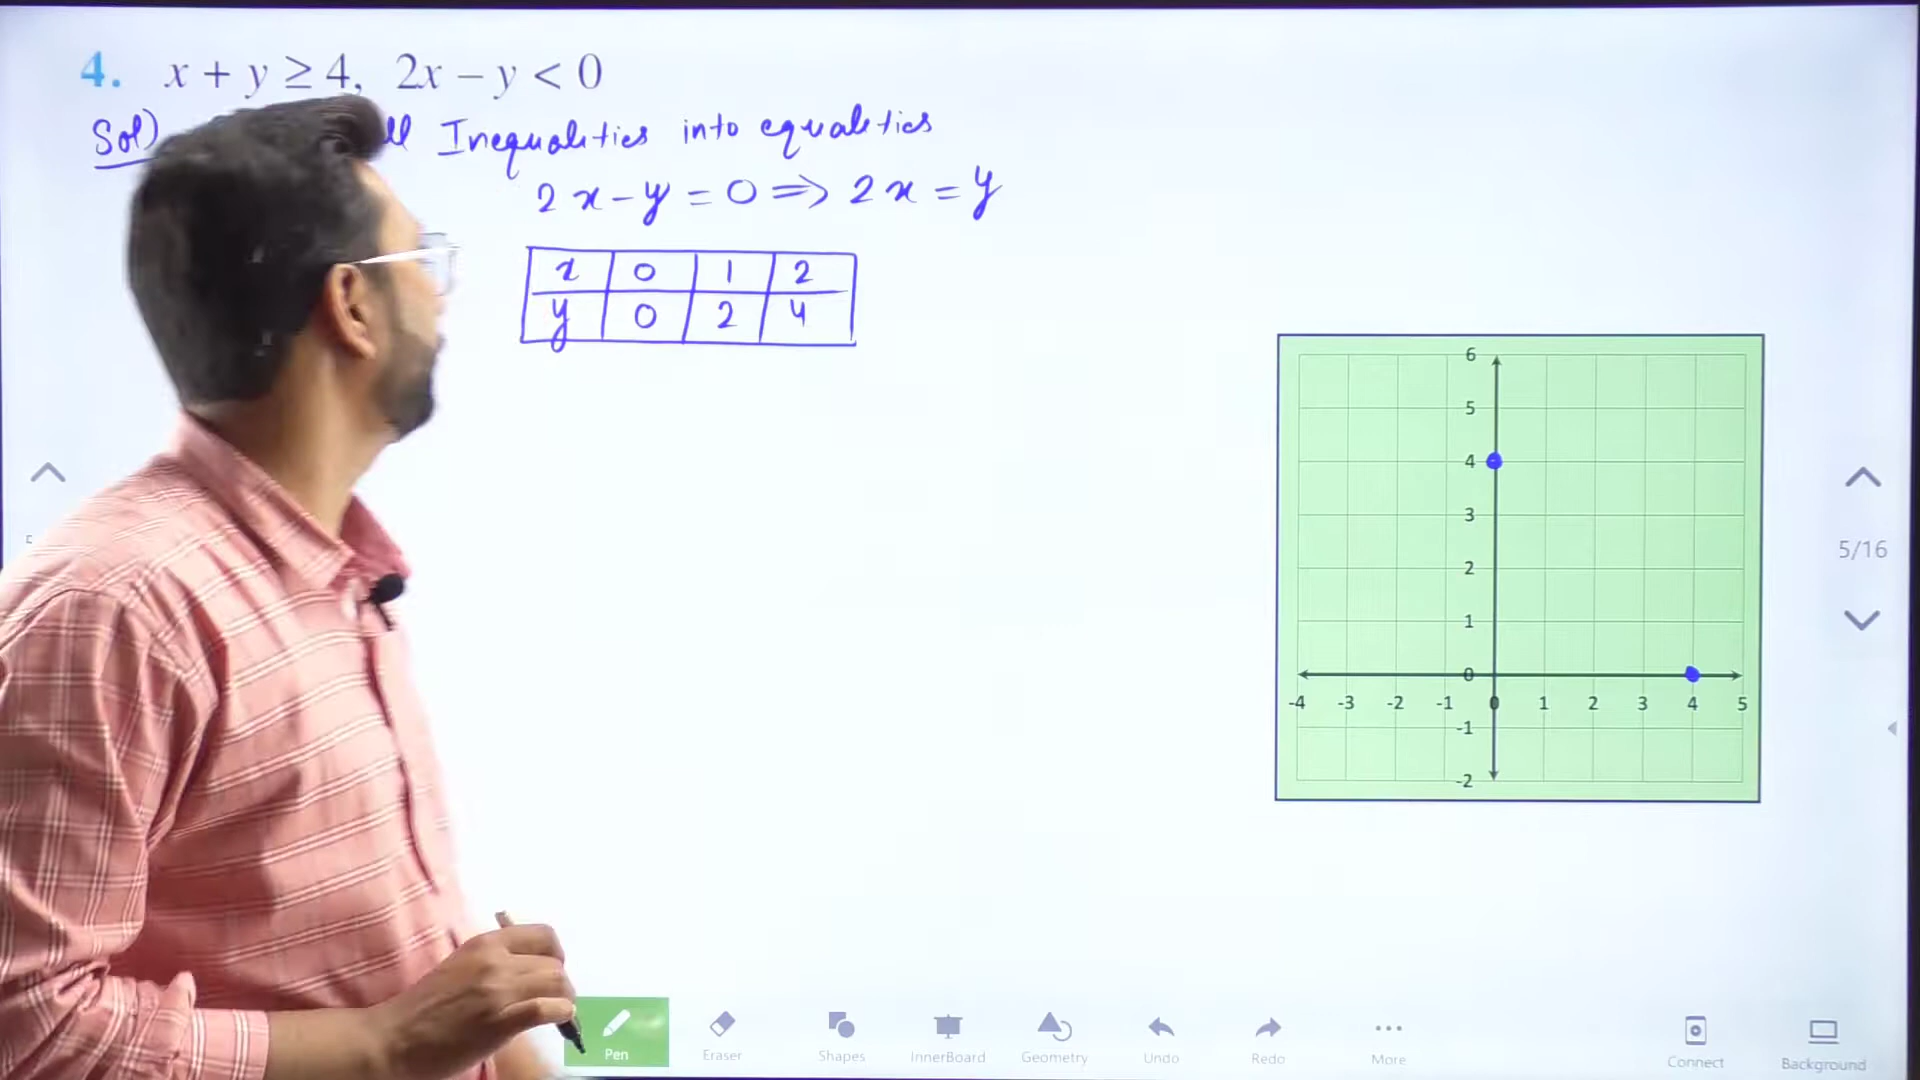 4. x + y ≥ 4, 2x – y < 0
Sol) Inequalities into equalities
2x - y = 0 ⇒ 2x = y
x 0 1 2
y 0 2 4
6
5
4
3
2
1
0
-4 -3 -2 -1 0 1 2 3 4 5
-1
-2
5/16
Pen Eraser Shapes InnerBoard Geometry Undo Redo More Connect Background